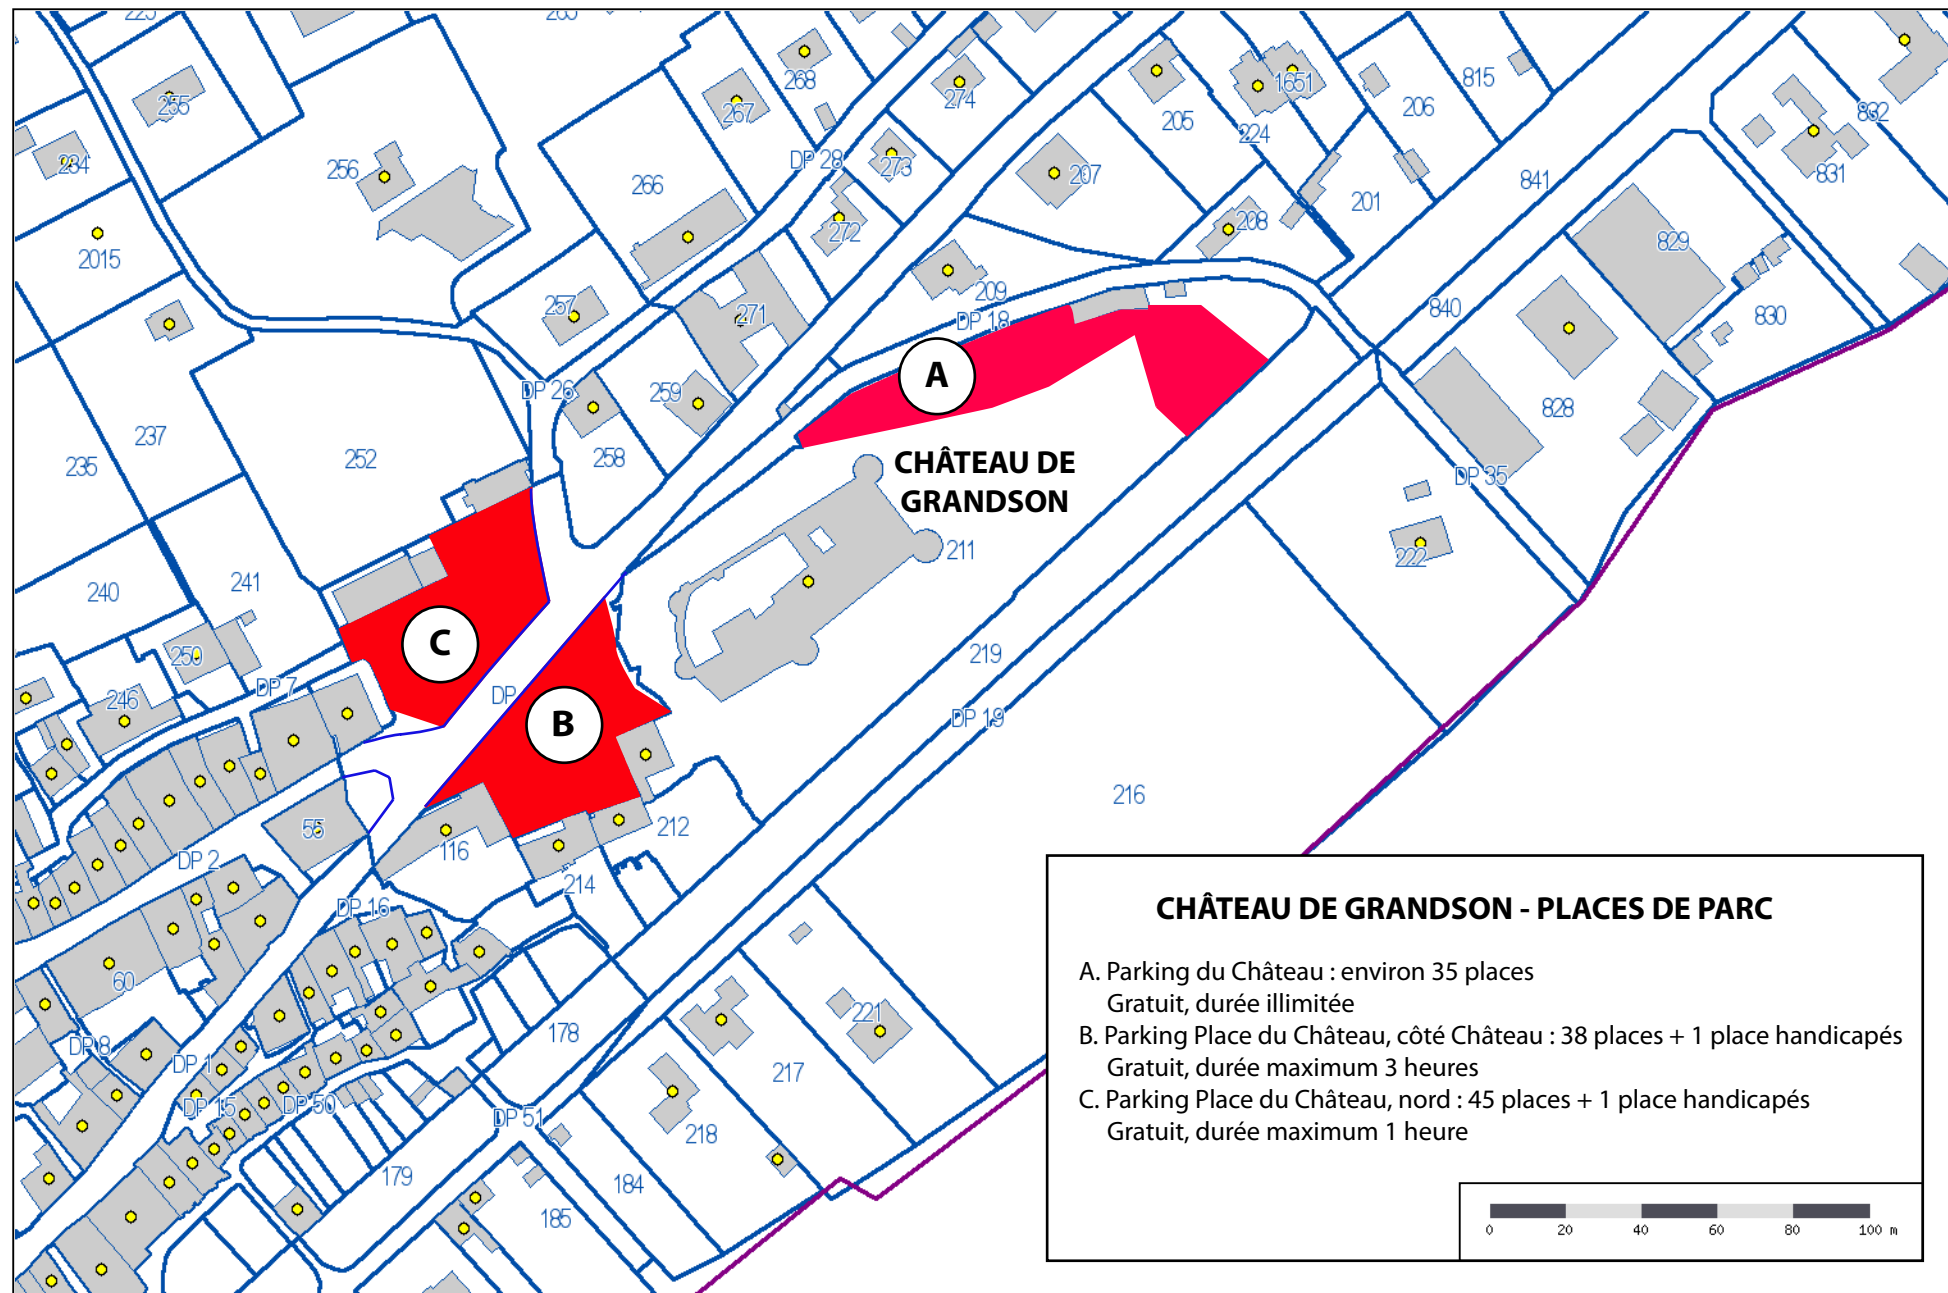 255
284
2015
256
266
267
268
DP 28
273
274
272
205
1651
224
206
815
207
208
201
841
832
831
829
830
840
828
257
271
209
DP 18
DP 26
259
258
237
235
252
A
CHÂTEAU DE
GRANDSON
211
DP 35
222
240
241
250
246
DP 7
C
DP
B
219
DP 19
216
55
DP 2
116
212
214
DP 16
60
DP 8
DP 1
DP 15
DP 50
178
DP 51
179
185
184
218
217
221
CHÂTEAU DE GRANDSON - PLACES DE PARC
A. Parking du Château : environ 35 places
Gratuit, durée illimitée
B. Parking Place du Château, côté Château : 38 places + 1 place handicapés
Gratuit, durée maximum 3 heures
C. Parking Place du Château, nord : 45 places + 1 place handicapés
Gratuit, durée maximum 1 heure
0 20 40 60 80 100 m